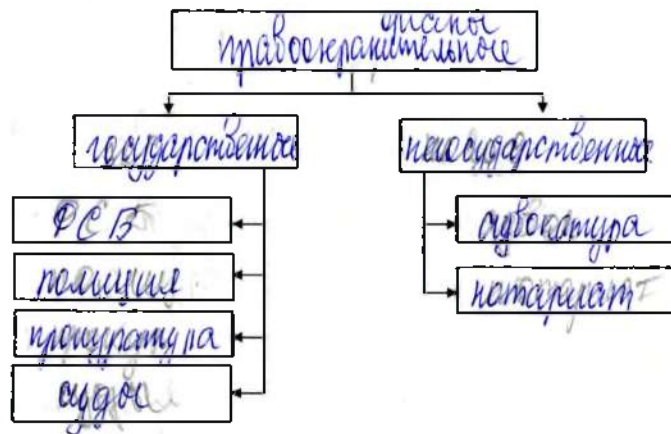 органы
правоохранительные
государственные
негосударственные
ФСБ
адвокатура
полиция
нотариат
прокуратура
суды